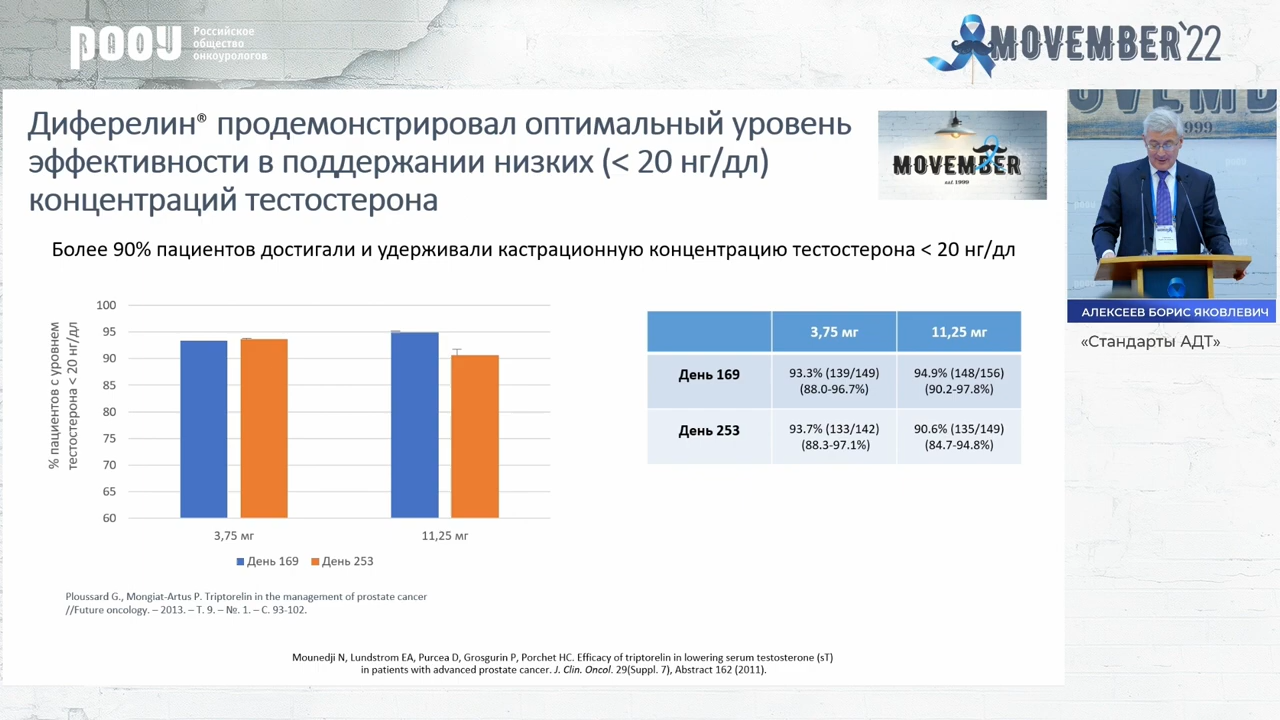 РООУ
Российское
общество
онкоурологов
MOVEMBER'22
Диферелин® продемонстрировал оптимальный уровень
эффективности в поддержании низких (< 20 нг/дл)
концентраций тестостерона
MOVEMBER
est. 1999
Более 90% пациентов достигали и удерживали кастрационную концентрацию тестостерона < 20 нг/дл
% пациентов с уровнем
тестостерона < 20 нг/дл
100
95
90
85
80
75
70
65
60
3,75 мг
11,25 мг
День 169
День 253
3,75 мг
11,25 мг
День 169
93.3% (139/149)
(88.0-96.7%)
94.9% (148/156)
(90.2-97.8%)
День 253
93.7% (133/142)
(88.3-97.1%)
90.6% (135/149)
(84.7-94.8%)
Ploussard G., Mongiat-Artus P. Triptorelin in the management of prostate cancer
//Future oncology. – 2013. – Т. 9. – №. 1. – С. 93-102.
Mounedji N, Lundstrom EA, Purcea D, Grosgurin P, Porchet HC. Efficacy of triptorelin in lowering serum testosterone (sT)
in patients with advanced prostate cancer. J. Clin. Oncol. 29(Suppl. 7), Abstract 162 (2011).
999
АЛЕКСЕЕВ БОРИС ЯКОВЛЕВИЧ
«Стандарты АДТ»